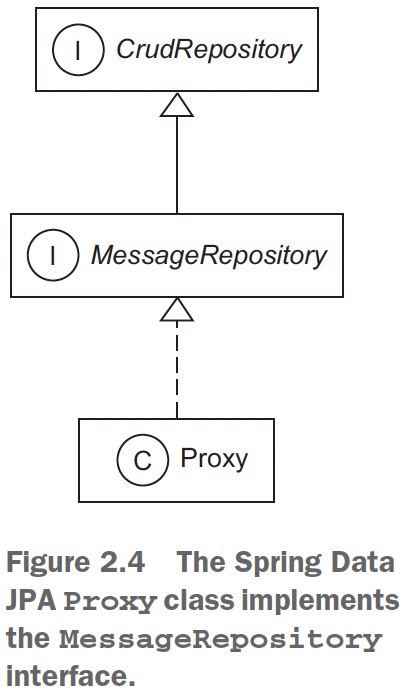 I CrudRepository
I MessageRepository
C Proxy
Figure 2.4 The Spring Data
JPA Proxy class implements
the MessageRepository
interface.